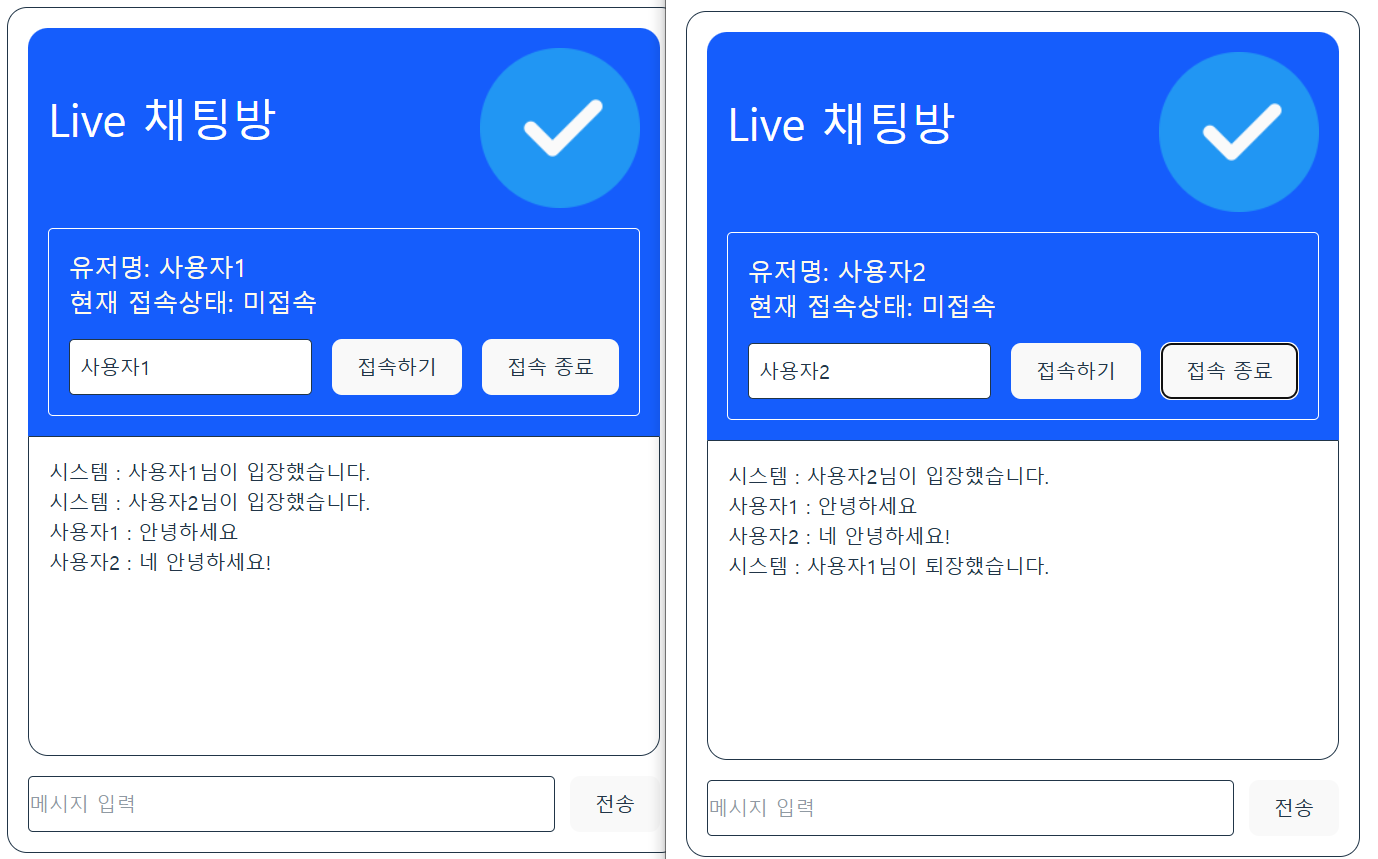 Live 채팅방
유저명: 사용자1
현재 접속상태: 미접속
사용자1
접속하기
접속 종료
시스템 : 사용자1님이 입장했습니다.
시스템 : 사용자2님이 입장했습니다.
사용자1 : 안녕하세요
사용자2 : 네 안녕하세요!
메시지 입력
전송
Live 채팅방
유저명: 사용자2
현재 접속상태: 미접속
사용자2
접속하기
접속 종료
시스템 : 사용자2님이 입장했습니다.
사용자1 : 안녕하세요
사용자2 : 네 안녕하세요!
시스템 : 사용자1님이 퇴장했습니다.
메시지 입력
전송